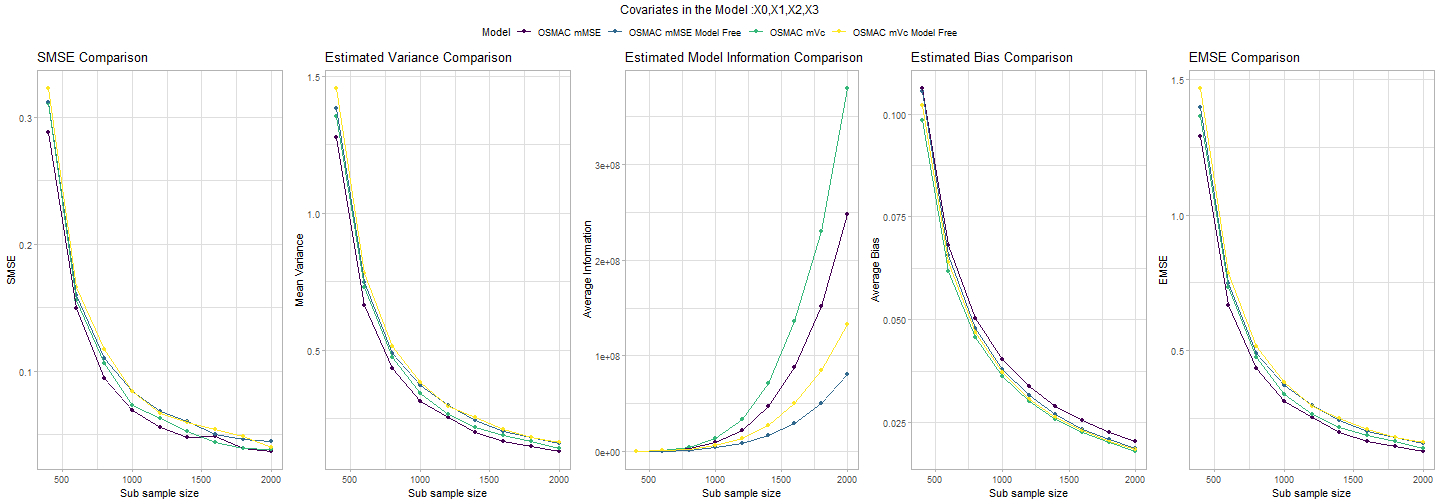 Covariates in the Model :X0,X1,X2,X3
Model OSMAC mMSE OSMAC mMSE Model Free OSMAC mVc OSMAC mVc Model Free
SMSE Comparison
SMSE
0.3
0.2
0.1
500 1000 1500 2000
Sub sample size
Estimated Variance Comparison
Mean Variance
1.5
1.0
0.5
500 1000 1500 2000
Sub sample size
Estimated Model Information Comparison
Average Information
3e+08
2e+08
1e+08
0e+00
500 1000 1500 2000
Sub sample size
Estimated Bias Comparison
Average Bias
0.100
0.075
0.050
0.025
500 1000 1500 2000
Sub sample size
EMSE Comparison
EMSE
1.5
1.0
0.5
500 1000 1500 2000
Sub sample size